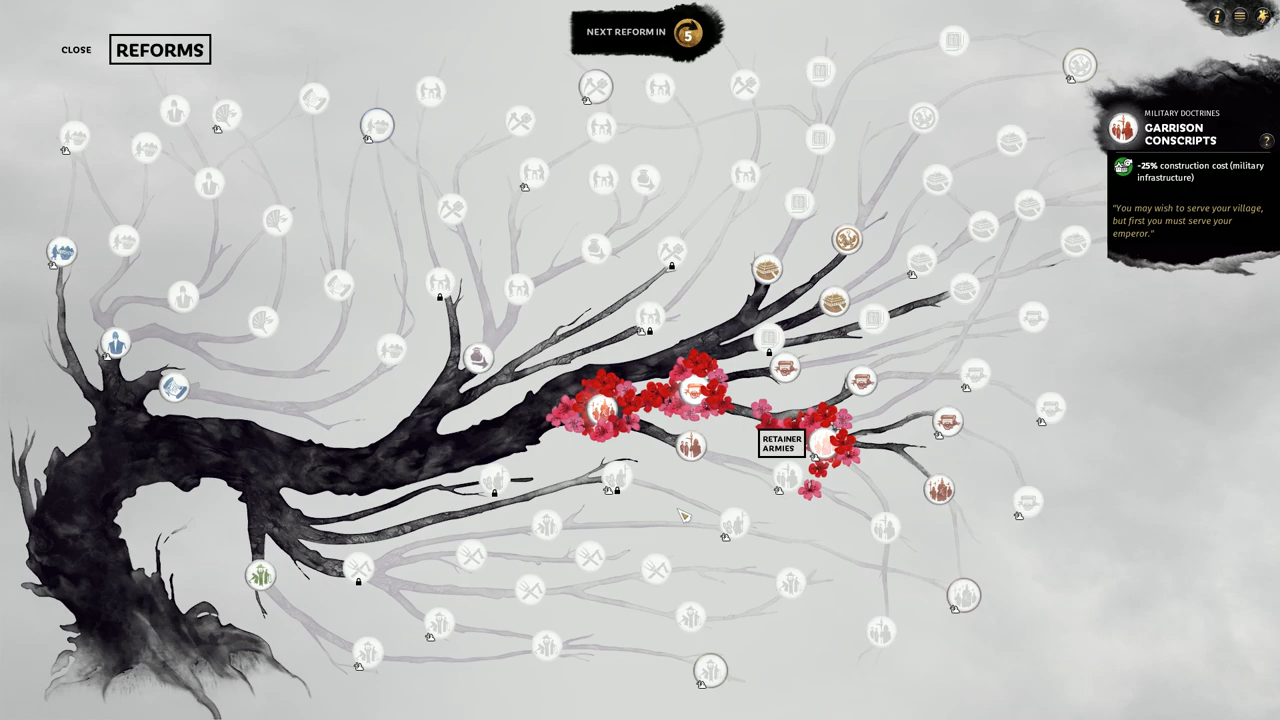 NEXT REFORM IN 5
CLOSE
REFORMS
MILITARY DOCTRINES
GARRISON
CONSCRIPTS
?
-25% construction cost (military
infrastructure)
"You may wish to serve your village,
but first you must serve your
emperor."
RETAINER
ARMIES